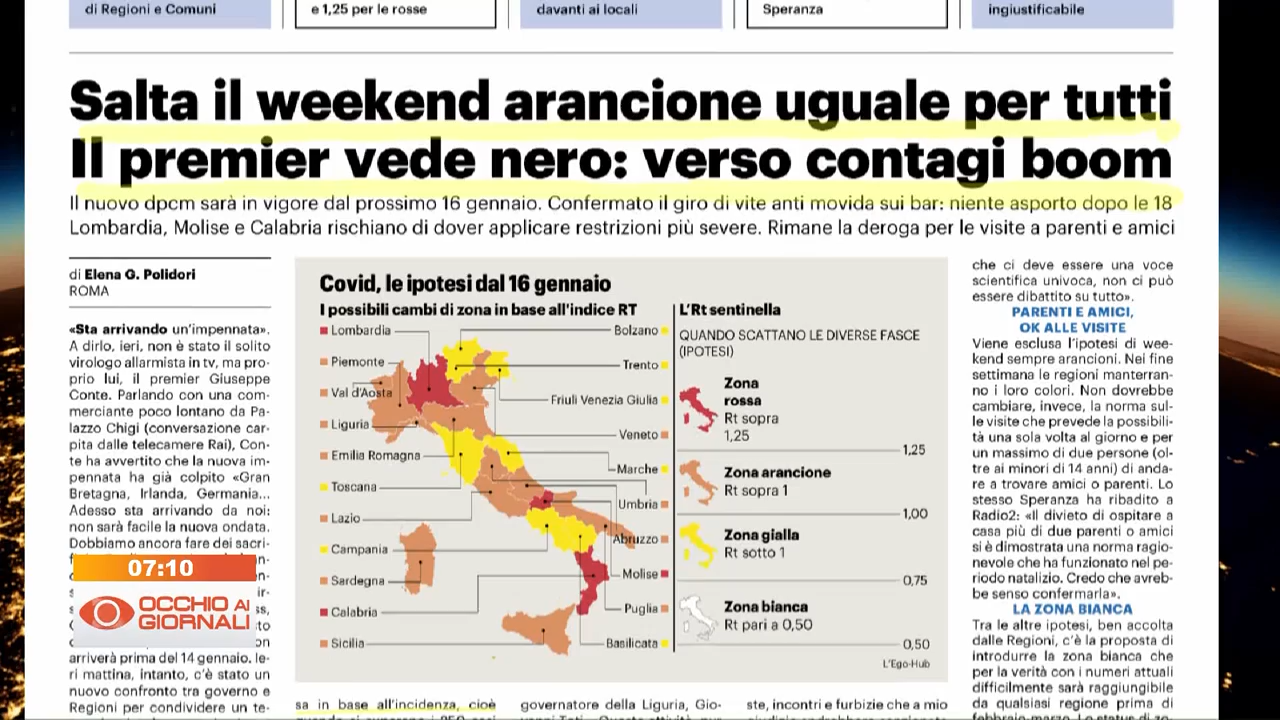 di Regioni e Comuni
e 1,25 per le rosse
davanti ai locali
Speranza
ingiustificabile
Salta il weekend arancione uguale per tutti
Il premier vede nero: verso contagi boom
Il nuovo dpcm sarà in vigore dal prossimo 16 gennaio. Confermato il giro di vite anti movida sui bar: niente asporto dopo le 18
Lombardia, Molise e Calabria rischiano di dover applicare restrizioni più severe. Rimane la deroga per le visite a parenti e amici
di Elena G. Polidori
ROMA
«Sta arrivando un'impennata».
A dirlo, ieri, non è stato il solito
virologo allarmista in tv, ma pro-
prio lui, il premier Giuseppe
Conte. Parlando con una com-
merciante poco lontano da Pa-
lazzo Chigi (conversazione car-
pita dalle telecamere Rai), Con-
te ha avvertito che la nuova im-
pennata ha già colpito «Gran
Bretagna, Irlanda, Germania...
Adesso sta arrivando da noi:
non sarà facile la nuova ondata.
Dobbiamo ancora fare dei sacri-
07:10
OCCHIO AI
GIORNALI
arriverà prima del 14 gennaio. Ie-
ri mattina, intanto, c'è stato un
nuovo confronto tra governo e
Regioni per condividere un te-
Covid, le ipotesi dal 16 gennaio
I possibili cambi di zona in base all'indice RT
Lombardia
Piemonte
Val d'Aosta
Liguria
Emilia Romagna
Toscana
Lazio
Campania
Sardegna
Calabria
Sicilia
Bolzano
Trento
Friuli Venezia Giulia
Veneto
Marche
Umbria
Abruzzo
Molise
Puglia
Basilicata
L'Rt sentinella
QUANDO SCATTANO LE DIVERSE FASCE
(IPOTESI)
Zona
rossa
Rt sopra
1,25
1,25
Zona arancione
Rt sopra 1
1,00
Zona gialla
Rt sotto 1
0,75
Zona bianca
Rt pari a 0,50
0,50
L'Ego-Hub
sa in base all'incidenza, cioè
governatore della Liguria, Gio-
ste, incontri e furbizie che a mio
che ci deve essere una voce
scientifica univoca, non ci può
essere dibattito su tutto».
PARENTI E AMICI,
OK ALLE VISITE
Viene esclusa l'ipotesi di wee-
kend sempre arancioni. Nei fine
settimana le regioni manterran-
no i loro colori. Non dovrebbe
cambiare, invece, la norma sul-
le visite che prevede la possibili-
tà una sola volta al giorno e per
un massimo di due persone (ol-
tre ai minori di 14 anni) di anda-
re a trovare amici o parenti. Lo
stesso Speranza ha ribadito a
Radio2: «Il divieto di ospitare a
casa più di due parenti o amici
si è dimostrata una norma ragio-
nevole che ha funzionato nel pe-
riodo natalizio. Credo che avreb-
be senso confermarla».
LA ZONA BIANCA
Tra le altre ipotesi, ben accolta
dalle Regioni, c'è la proposta di
introdurre la zona bianca che
per la verità con i numeri attuali
difficilmente sarà raggiungibile
da qualsiasi regione prima di